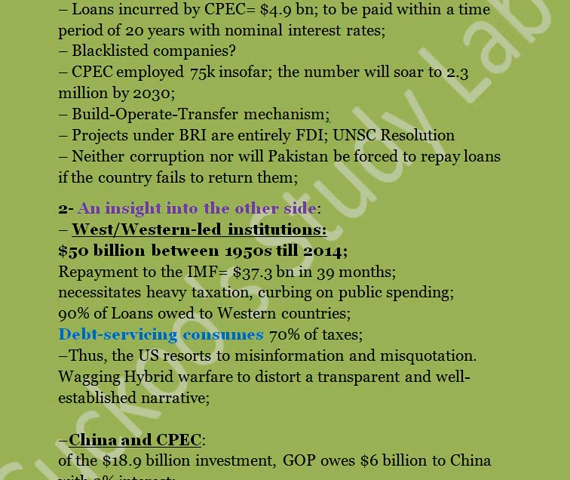 – Loans incurred by CPEC= $4.9 bn; to be paid within a time
period of 20 years with nominal interest rates;
– Blacklisted companies?
– CPEC employed 75k insofar; the number will soar to 2.3
million by 2030;
– Build-Operate-Transfer mechanism;
– Projects under BRI are entirely FDI; UNSC Resolution
– Neither corruption nor will Pakistan be forced to repay loans
if the country fails to return them;
2- An insight into the other side:
– West/Western-led institutions:
$50 billion between 1950s till 2014;
Repayment to the IMF= $37.3 bn in 39 months;
necessitates heavy taxation, curbing on public spending;
90% of Loans owed to Western countries;
Debt-servicing consumes 70% of taxes;
–Thus, the US resorts to misinformation and misquotation.
Wagging Hybrid warfare to distort a transparent and well-
established narrative;
–China and CPEC:
of the $18.9 billion investment, GOP owes $6 billion to China
Study Lab